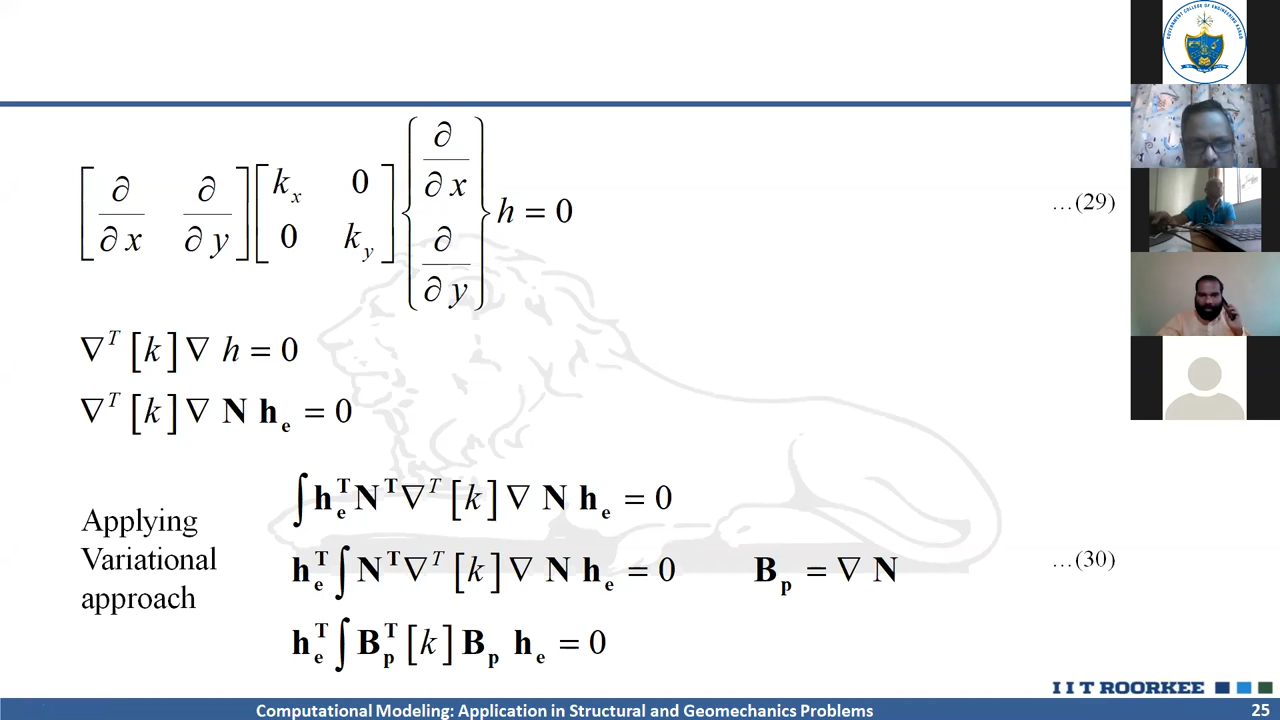 [∂/∂x ∂/∂y] [k_x 0; 0 k_y] {∂/∂x; ∂/∂y} h = 0 ...(29)
∇^T [k] ∇ h = 0
∇^T [k] ∇ N h_e = 0
Applying
Variational
approach
∫ h_e^T N^T ∇^T [k] ∇ N h_e = 0
h_e^T ∫ N^T ∇^T [k] ∇ N h_e = 0 B_p = ∇ N ...(30)
h_e^T ∫ B_p^T [k] B_p h_e = 0
IIT ROORKEE
Computational Modeling: Application in Structural and Geomechanics Problems 25